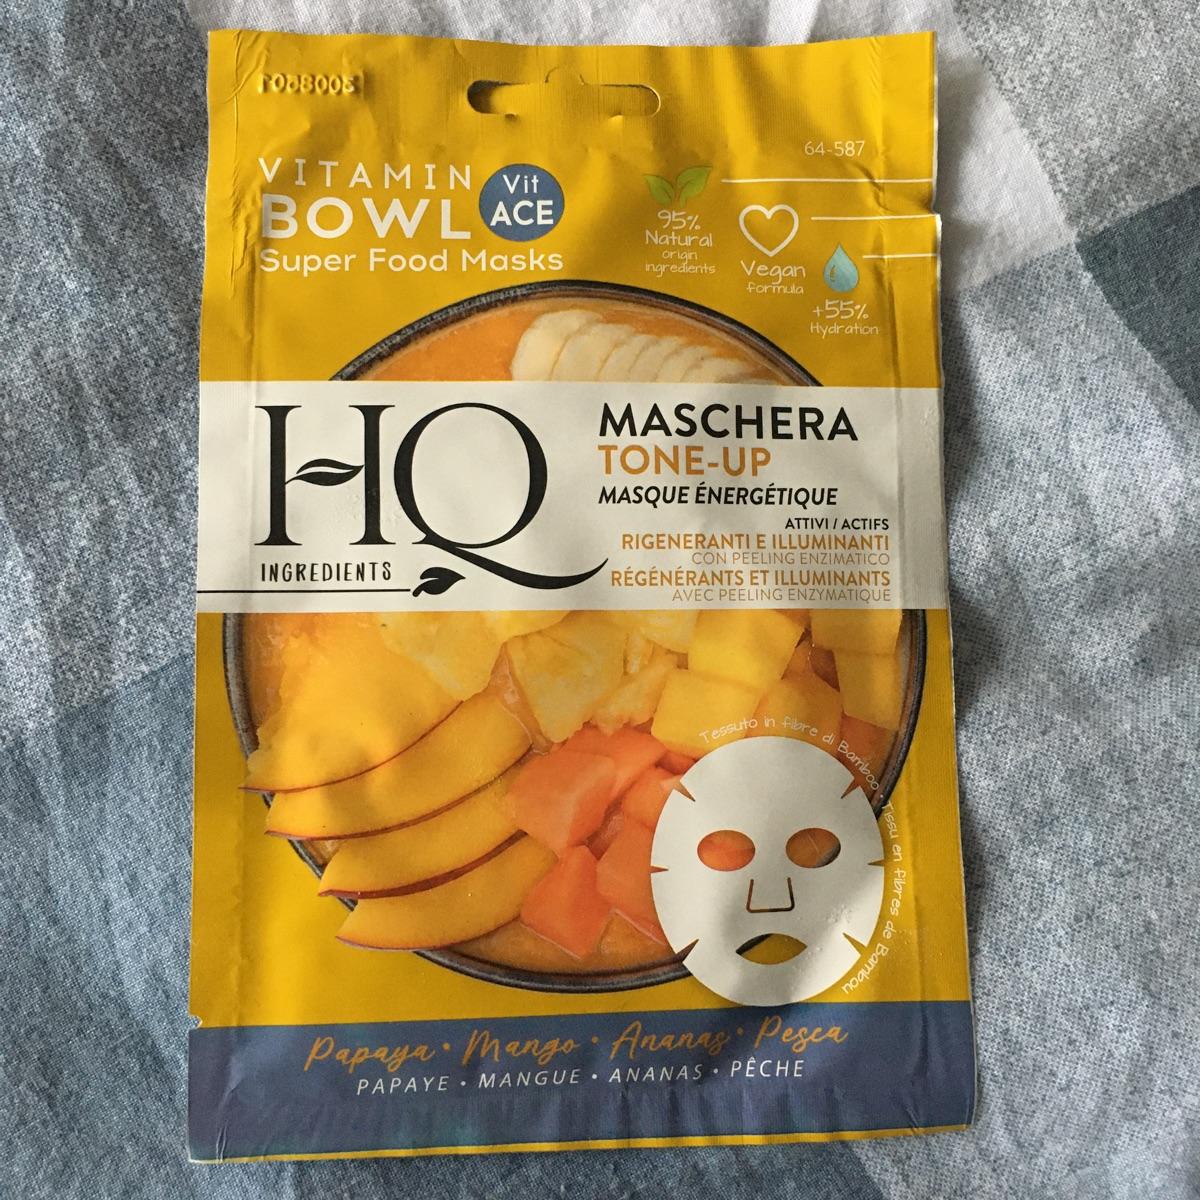 64-587
VITAMIN
BOWL
Vit
ACE
Super Food Masks
95%
Natural
origin
ingredients
Vegan
formula
+55%
Hydration
HQ
INGREDIENTS
MASCHERA
TONE-UP
MASQUE ÉNERGÉTIQUE
ATTIVI / ACTIFS
RIGENERANTI E ILLUMINANTI
CON PEELING ENZIMATICO
RÉGÉNÉRANTS ET ILLUMINANTS
AVEC PEELING ENZYMATIQUE
Tessuto in fibre di Bamboo • Tissu en fibres de Bambou
Papaya • Mango • Ananas • Pesca
PAPAYE • MANGUE • ANANAS • PÊCHE